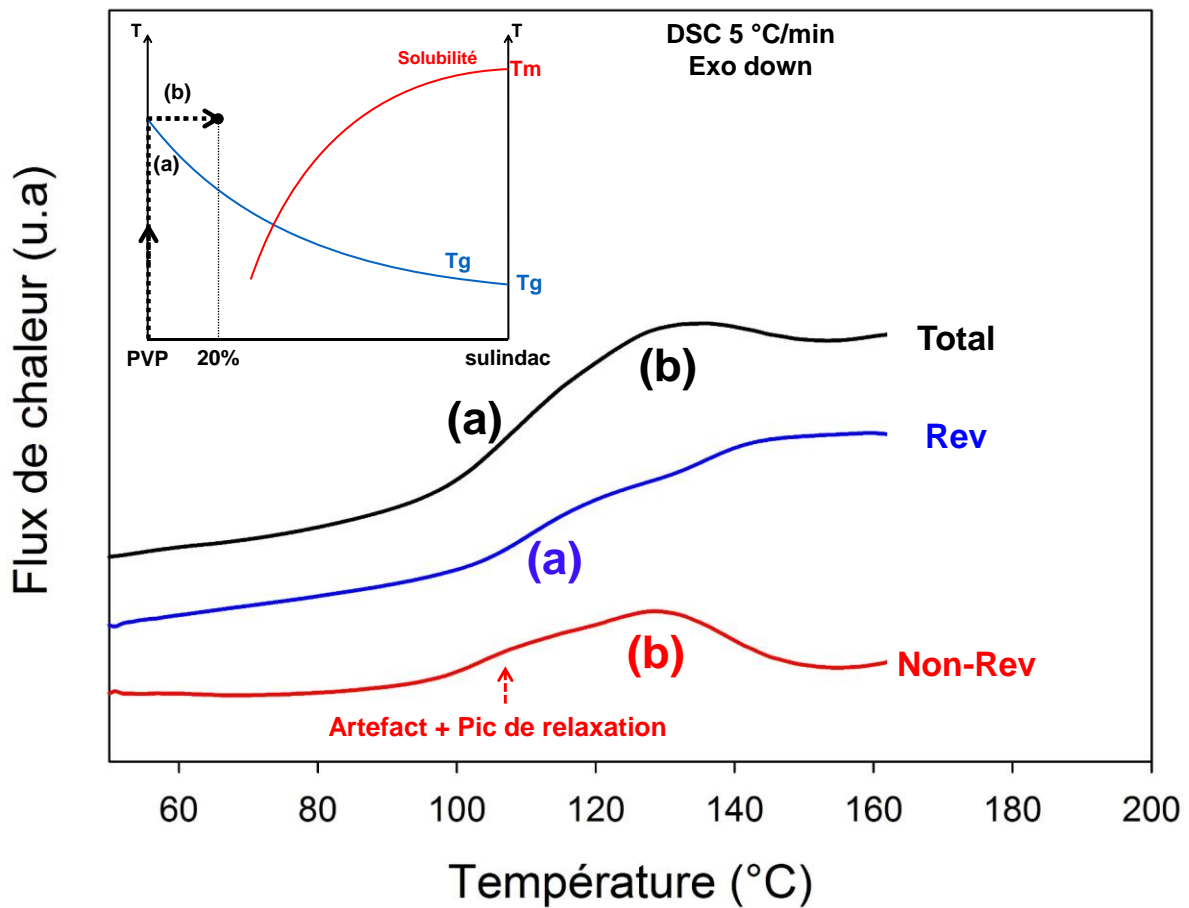 T
T
DSC 5 °C/min
Exo down
Solubilité
Tm
(b)
(a)
Tg
Tg
PVP
20%
sulindac
Total
(b)
(a)
Rev
(a)
(b)
Non-Rev
Artefact + Pic de relaxation
Flux de chaleur (u.a)
60 80 100 120 140 160 180 200
Température (°C)